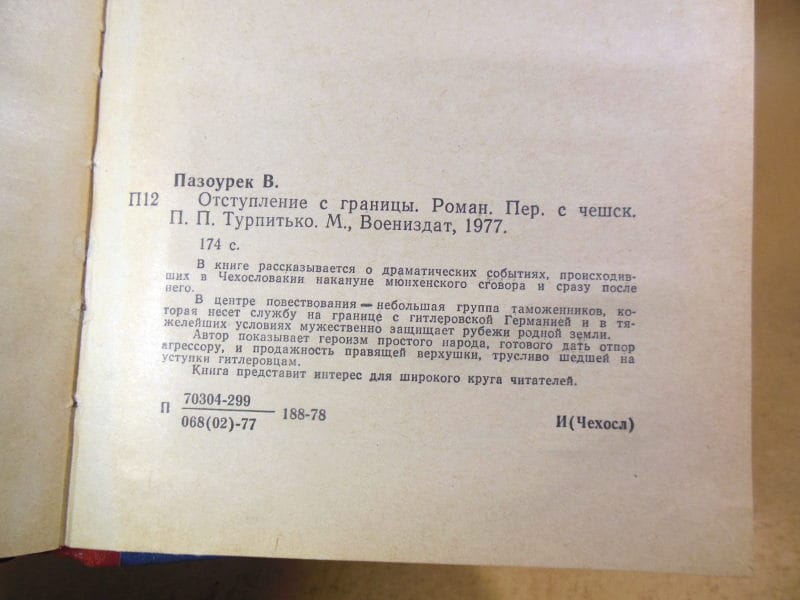 Пазоурек В.
П12 Отступление с границы. Роман. Пер. с чешск.
П. П. Турпитько. М., Воениздат, 1977.
174 с.
В книге рассказывается о драматических событиях, происходив-
ших в Чехословакии накануне мюнхенского сговора и сразу после
него.
В центре повествования — небольшая группа таможенников, ко-
торая несет службу на границе с гитлеровской Германией и в тя-
желейших условиях мужественно защищает рубежи родной земли.
Автор показывает героизм простого народа, готового дать отпор
агрессору, и продажность правящей верхушки, трусливо шедшей на
уступки гитлеровцам.
Книга представит интерес для широкого круга читателей.
П 70304-299
068(02)-77 188-78 И(Чехосл)